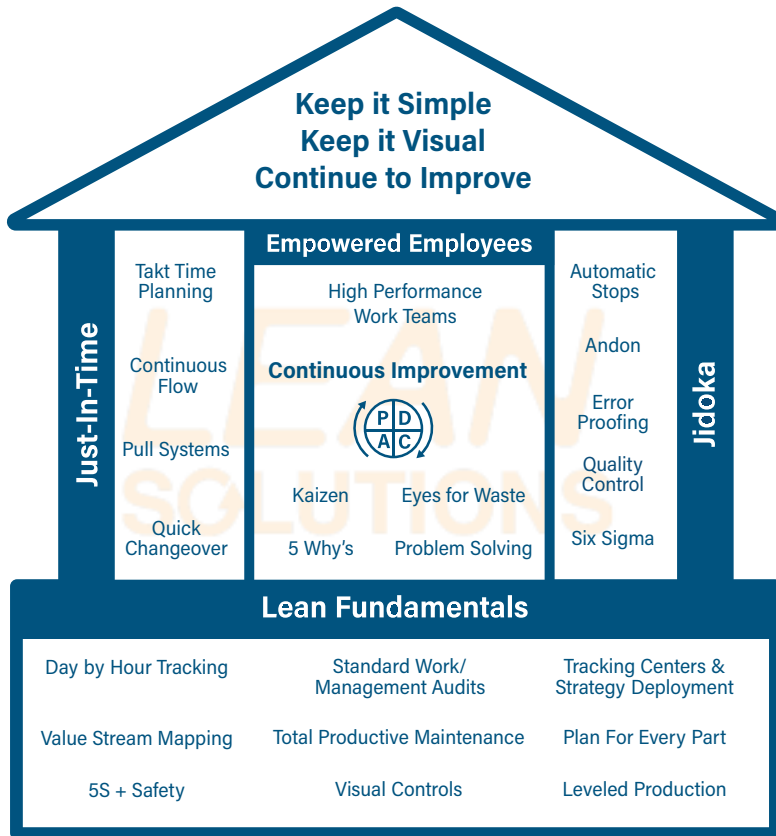 Keep it Simple
Keep it Visual
Continue to Improve
Just-In-Time
Takt Time
Planning
Continuous
Flow
Pull Systems
Quick
Changeover
Empowered Employees
High Performance
Work Teams
Continuous Improvement
P D
A C
Kaizen
Eyes for Waste
5 Why's
Problem Solving
Automatic
Stops
Andon
Error
Proofing
Quality
Control
Six Sigma
Jidoka
LEAN
SOLUTIONS
Lean Fundamentals
Day by Hour Tracking
Standard Work/
Management Audits
Tracking Centers &
Strategy Deployment
Value Stream Mapping
Total Productive Maintenance
Plan For Every Part
5S + Safety
Visual Controls
Leveled Production